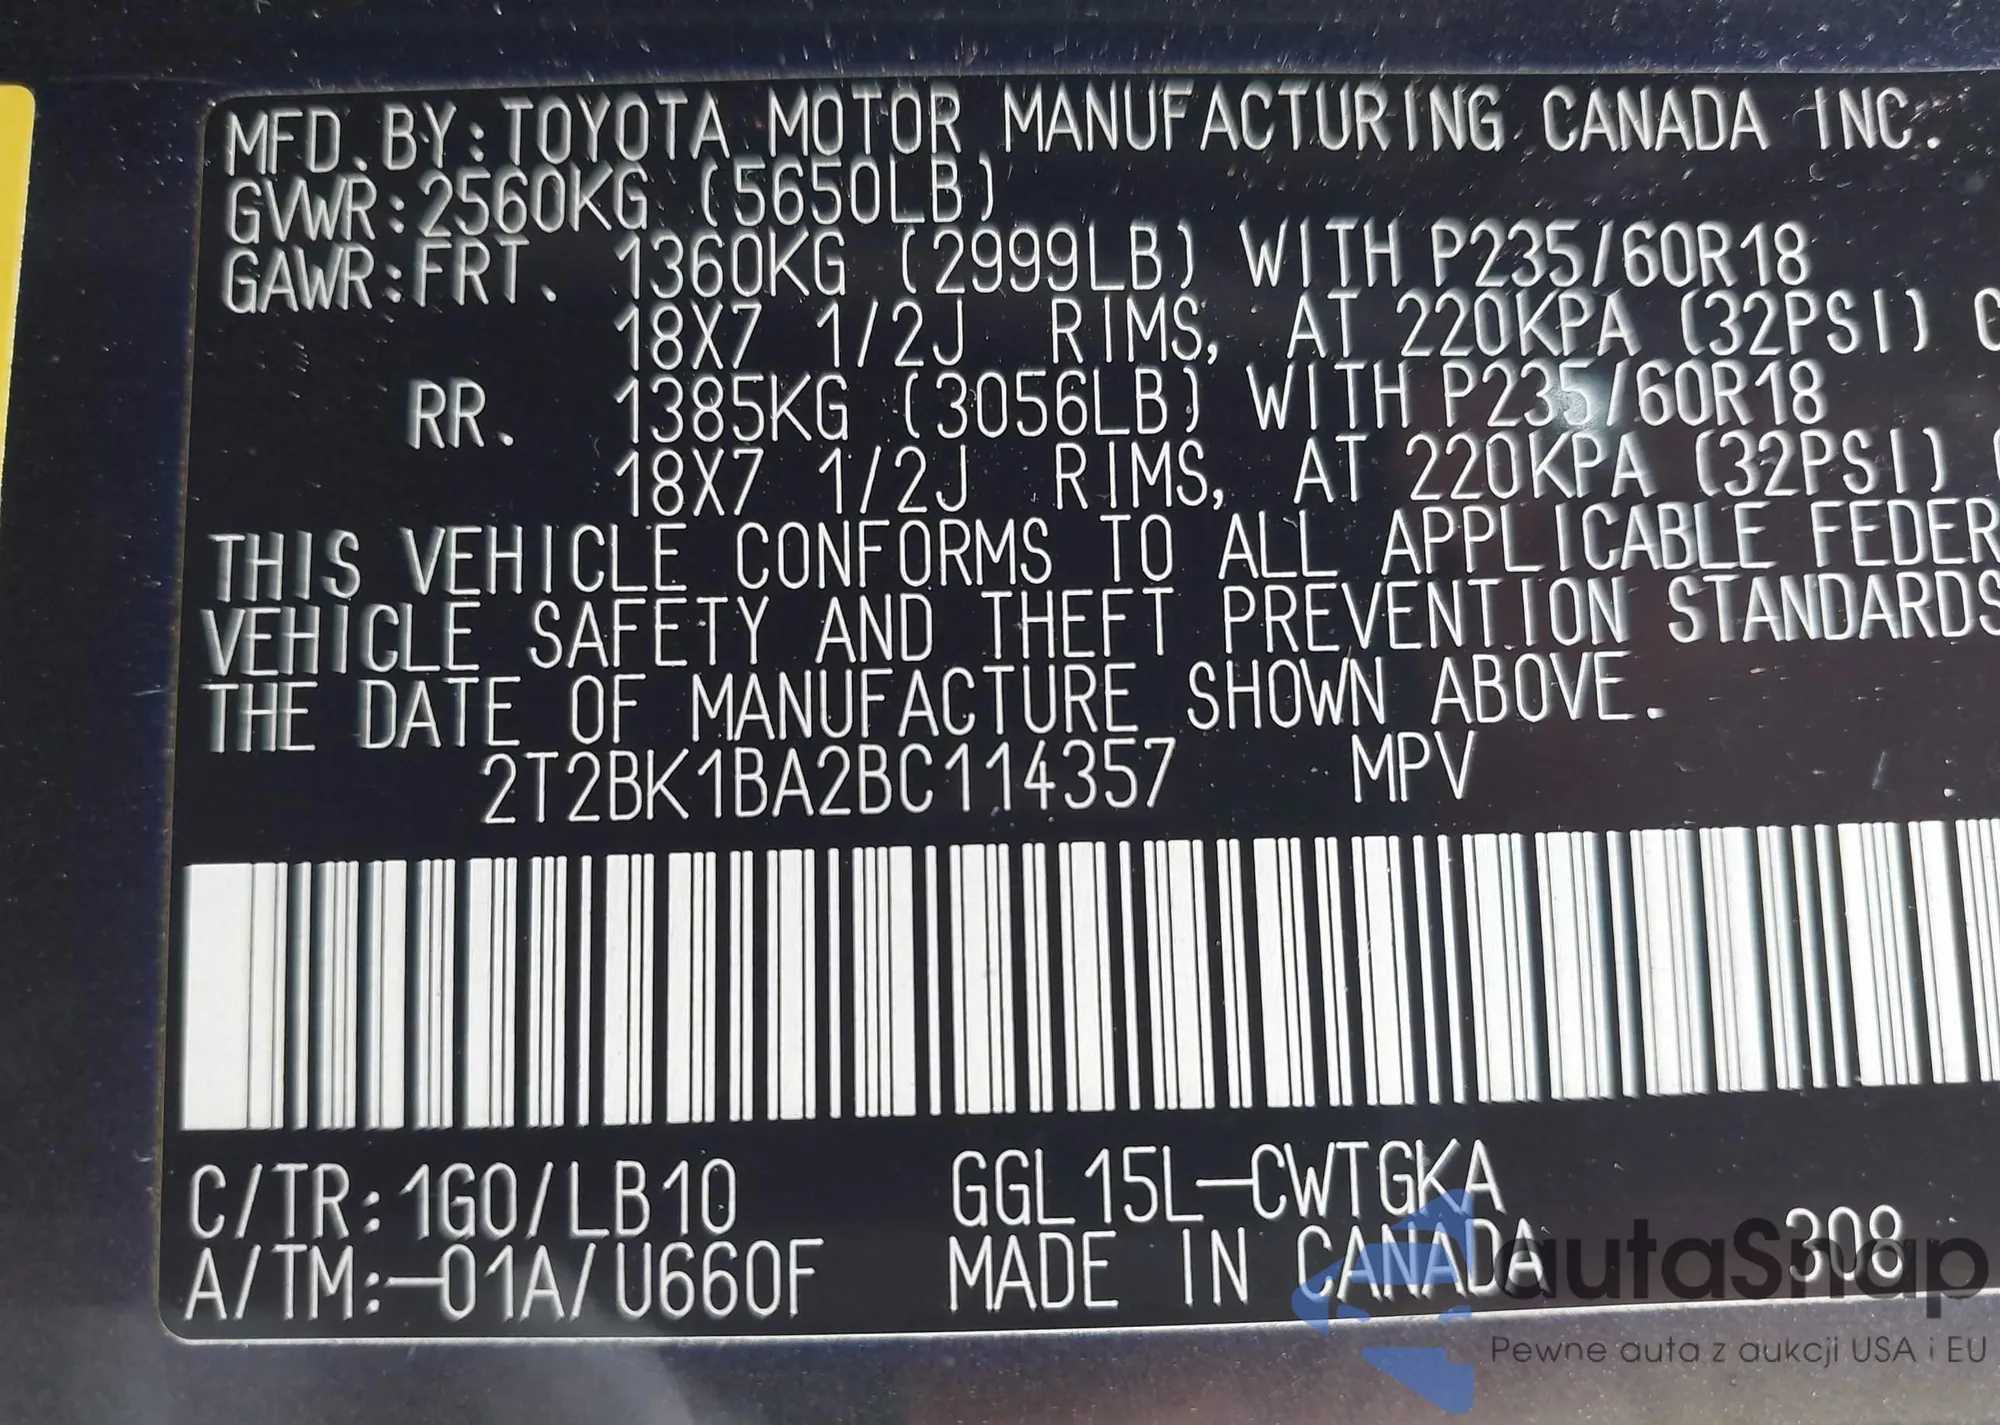 MFD. BY: TOYOTA MOTOR MANUFACTURING CANADA INC.
GVWR: 2560KG (5650LB)
GAWR: FRT. 1360KG (2999LB) WITH P235/60R18
18X7 1/2J RIMS, AT 220KPA (32PSI) C
RR. 1385KG (3056LB) WITH P235/60R18
18X7 1/2J RIMS, AT 220KPA (32PSI)
THIS VEHICLE CONFORMS TO ALL APPLICABLE FEDER
VEHICLE SAFETY AND THEFT PREVENTION STANDARDS
THE DATE OF MANUFACTURE SHOWN ABOVE.
2T2BK1BA2BC114357 MPV
C/TR: 1G0/LB10 GGL15L-CWTGKA
A/TM:-01A/U660F MADE IN CANADA 308
autaSnap
Pewne auta z aukcji USA i EU